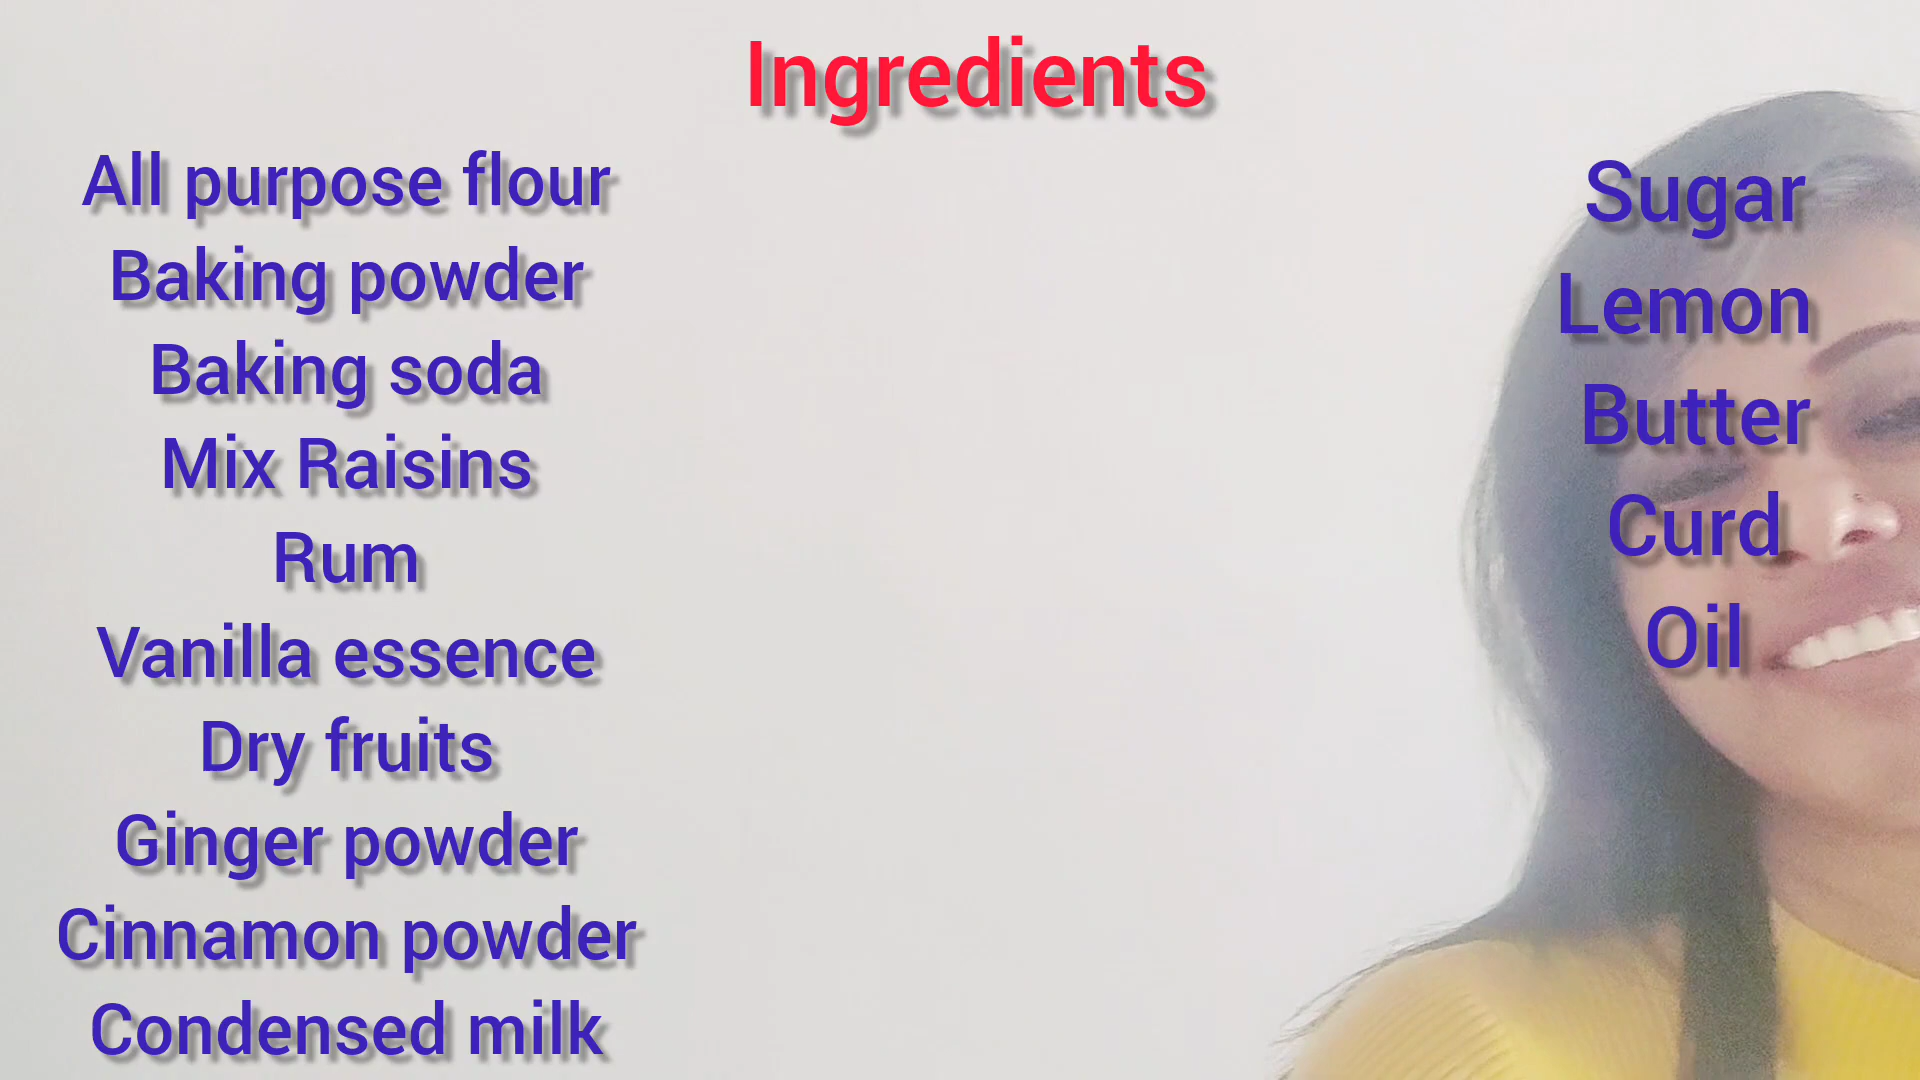 Ingredients
All purpose flour
Baking powder
Baking soda
Mix Raisins
Rum
Vanilla essence
Dry fruits
Ginger powder
Cinnamon powder
Condensed milk
Sugar
Lemon
Butter
Curd
Oil